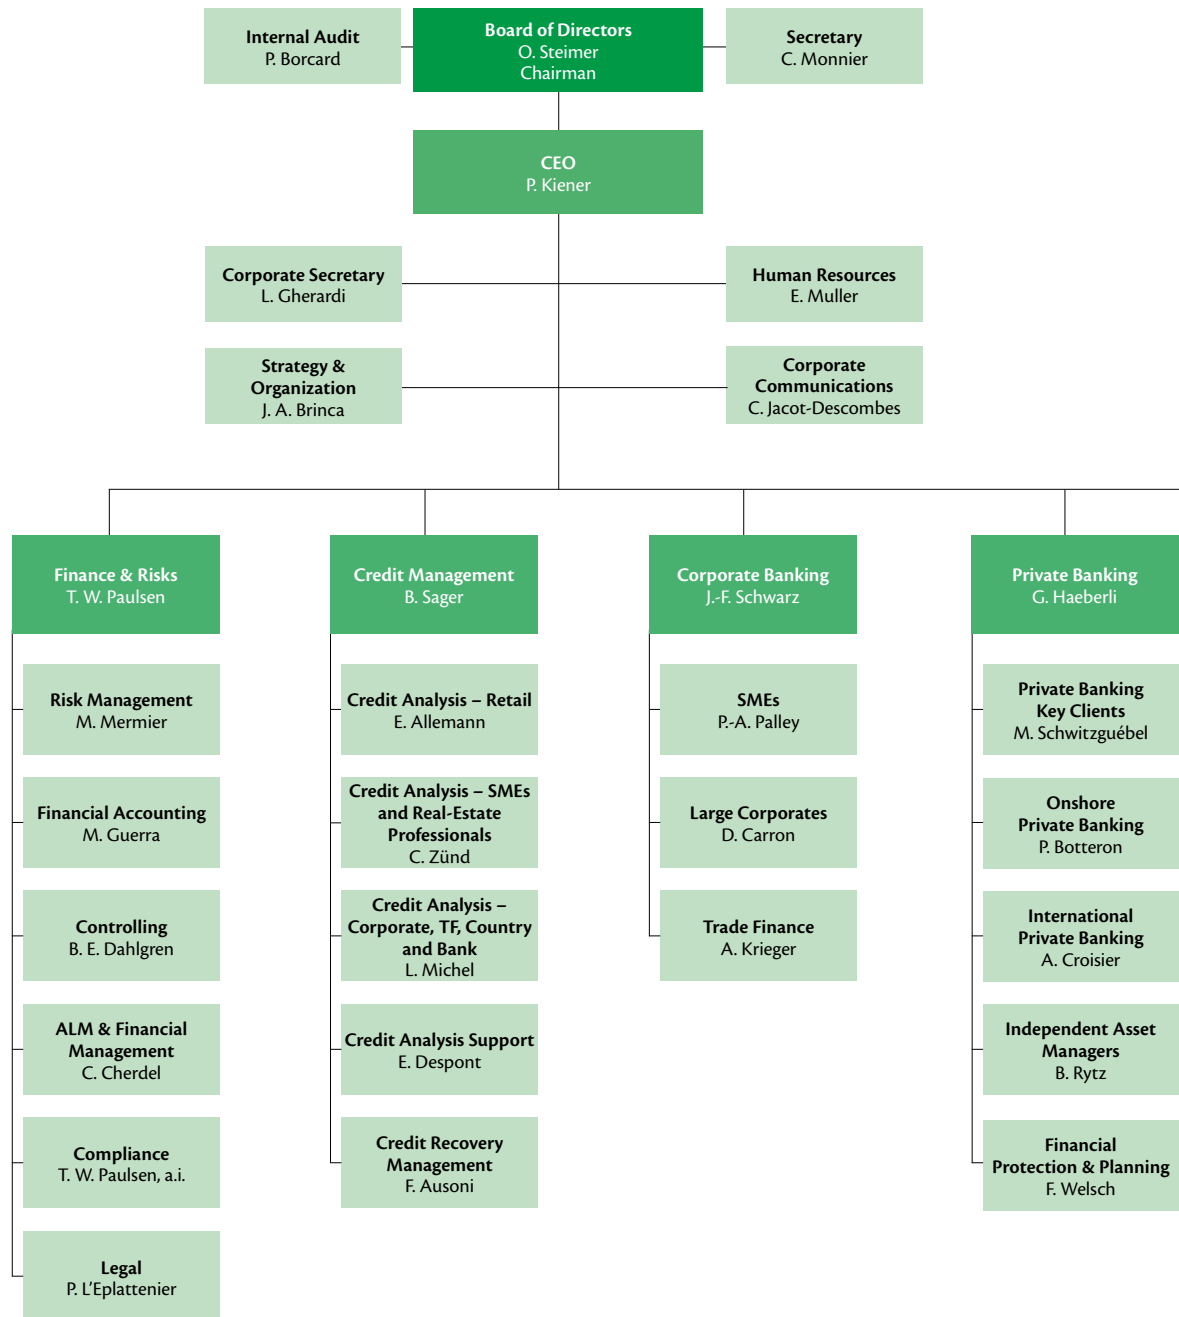 Internal Audit
P. Borcard
Board of Directors
O. Steimer
Chairman
Secretary
C. Monnier
CEO
P. Kiener
Corporate Secretary
L. Gherardi
Human Resources
E. Muller
Strategy &
Organization
J. A. Brinca
Corporate
Communications
C. Jacot-Descombes
Finance & Risks
T. W. Paulsen
Risk Management
M. Mermier
Financial Accounting
M. Guerra
Controlling
B. E. Dahlgren
ALM & Financial
Management
C. Cherdel
Compliance
T. W. Paulsen, a.i.
Legal
P. L'Eplattenier
Credit Management
B. Sager
Credit Analysis – Retail
E. Allemann
Credit Analysis – SMEs
and Real-Estate
Professionals
C. Zünd
Credit Analysis –
Corporate, TF, Country
and Bank
L. Michel
Credit Analysis Support
E. Despont
Credit Recovery
Management
F. Ausoni
Corporate Banking
J.-F. Schwarz
SMEs
P.-A. Palley
Large Corporates
D. Carron
Trade Finance
A. Krieger
Private Banking
G. Haeberli
Private Banking
Key Clients
M. Schwitzguébel
Onshore
Private Banking
P. Botteron
International
Private Banking
A. Croisier
Independent Asset
Managers
B. Rytz
Financial
Protection & Planning
F. Welsch